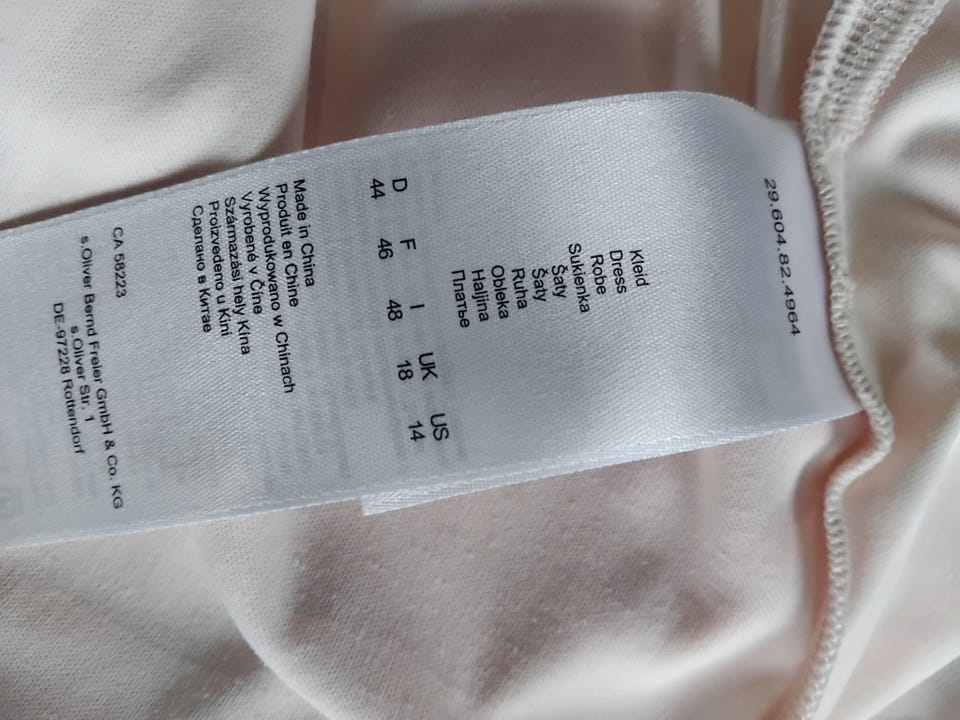 29.604.82.4964
Kleid
Dress
Robe
Sukienka
Šaty
Šaty
Ruha
Obleka
Haljina
Платье
D F I UK US
44 46 48 18 14
Made in China
Produit en Chine
Wyprodukowano w Chinach
Vyrobené v Číne
Származási hely Kína
Proizvedeno u Kini
Сделано в Китае
CA 58223
s.Oliver Bernd Freier GmbH & Co. KG
s.Oliver Str. 1
DE-97228 Rottendorf